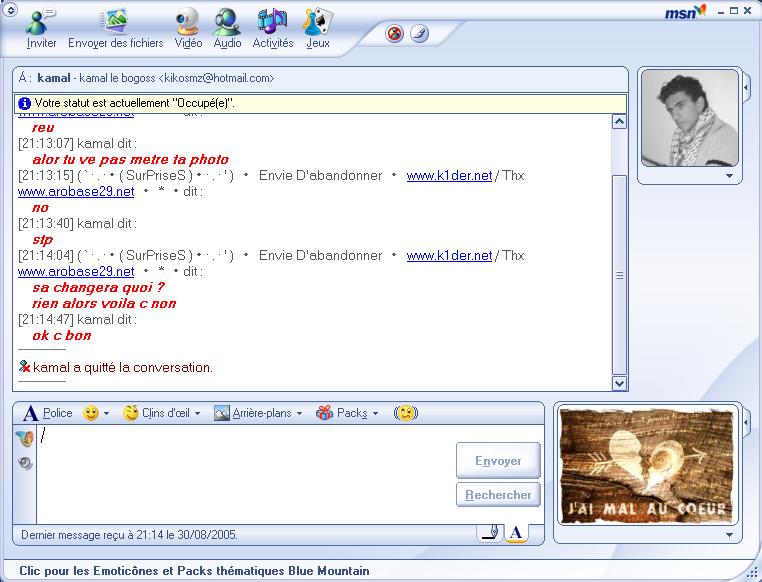 msn
Inviter Envoyer des fichiers Vidéo Audio Activités Jeux
À : kamal - kamal le bogoss <kikosmz@hotmail.com>
Votre statut est actuellement "Occupé(e)".
reu
[21:13:07] kamal dit :
alor tu ve pas metre ta photo
[21:13:15] (`·.·•(SurPriseS)•·.·') • Envie D'abandonner • www.k1der.net / Thx
www.arobase29.net • * • dit :
no
[21:13:40] kamal dit :
stp
[21:14:04] (`·.·•(SurPriseS)•·.·') • Envie D'abandonner • www.k1der.net / Thx
www.arobase29.net • * • dit :
sa changera quoi ?
rien alors voila c non
[21:14:47] kamal dit :
ok c bon
kamal a quitté la conversation.
A Police Clins d'œil Arrière-plans Packs
/
Envoyer
Rechercher
Dernier message reçu à 21:14 le 30/08/2005.
A
J'AI MAL AU COEUR
Clic pour les Emoticônes et Packs thématiques Blue Mountain